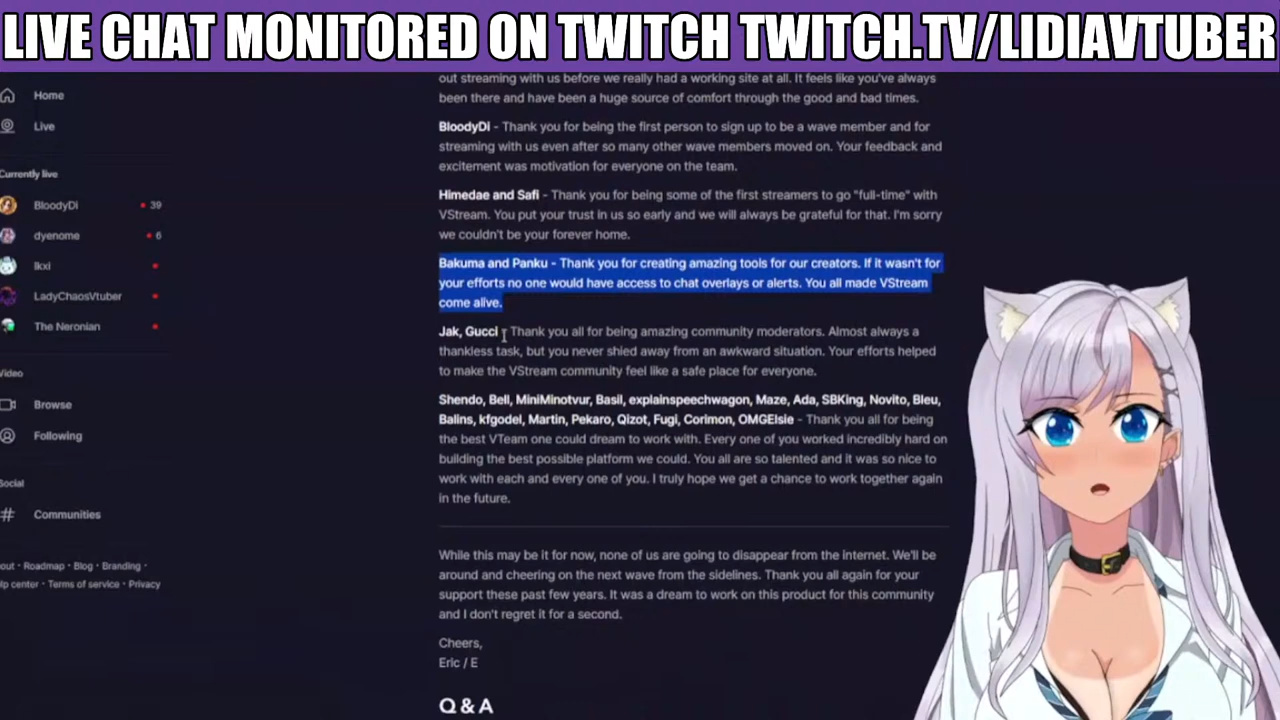 LIVE CHAT MONITORED ON TWITCH TWITCH.TV/LIDIAVTUBER
Home
Live
Currently live
BloodyDi 39
dyenome 6
Ikxi
LadyChaosVtuber
The Neronian
Video
Browse
Following
Social
Communities
out · Roadmap · Blog · Branding ·
lp center · Terms of service · Privacy
out streaming with us before we really had a working site at all. It feels like you've always
been there and have been a huge source of comfort through the good and bad times.
BloodyDi - Thank you for being the first person to sign up to be a wave member and for
streaming with us even after so many other wave members moved on. Your feedback and
excitement was motivation for everyone on the team.
Himedae and Safi - Thank you for being some of the first streamers to go "full-time" with
VStream. You put your trust in us so early and we will always be grateful for that. I'm sorry
we couldn't be your forever home.
Bakuma and Panku - Thank you for creating amazing tools for our creators. If it wasn't for
your efforts no one would have access to chat overlays or alerts. You all made VStream
come alive.
Jak, Gucci - Thank you all for being amazing community moderators. Almost always a
thankless task, but you never shied away from an awkward situation. Your efforts helped
to make the VStream community feel like a safe place for everyone.
Shendo, Bell, MiniMinotvur, Basil, explainspeechwagon, Maze, Ada, SBKing, Novito, Bleu,
Balins, kfgodel, Martin, Pekaro, Qizot, Fugi, Corimon, OMGElsie - Thank you all for being
the best VTeam one could dream to work with. Every one of you worked incredibly hard on
building the best possible platform we could. You all are so talented and it was so nice to
work with each and every one of you. I truly hope we get a chance to work together again
in the future.
While this may be it for now, none of us are going to disappear from the internet. We'll be
around and cheering on the next wave from the sidelines. Thank you all again for your
support these past few years. It was a dream to work on this product for this community
and I don't regret it for a second.
Cheers,
Eric / E
Q & A